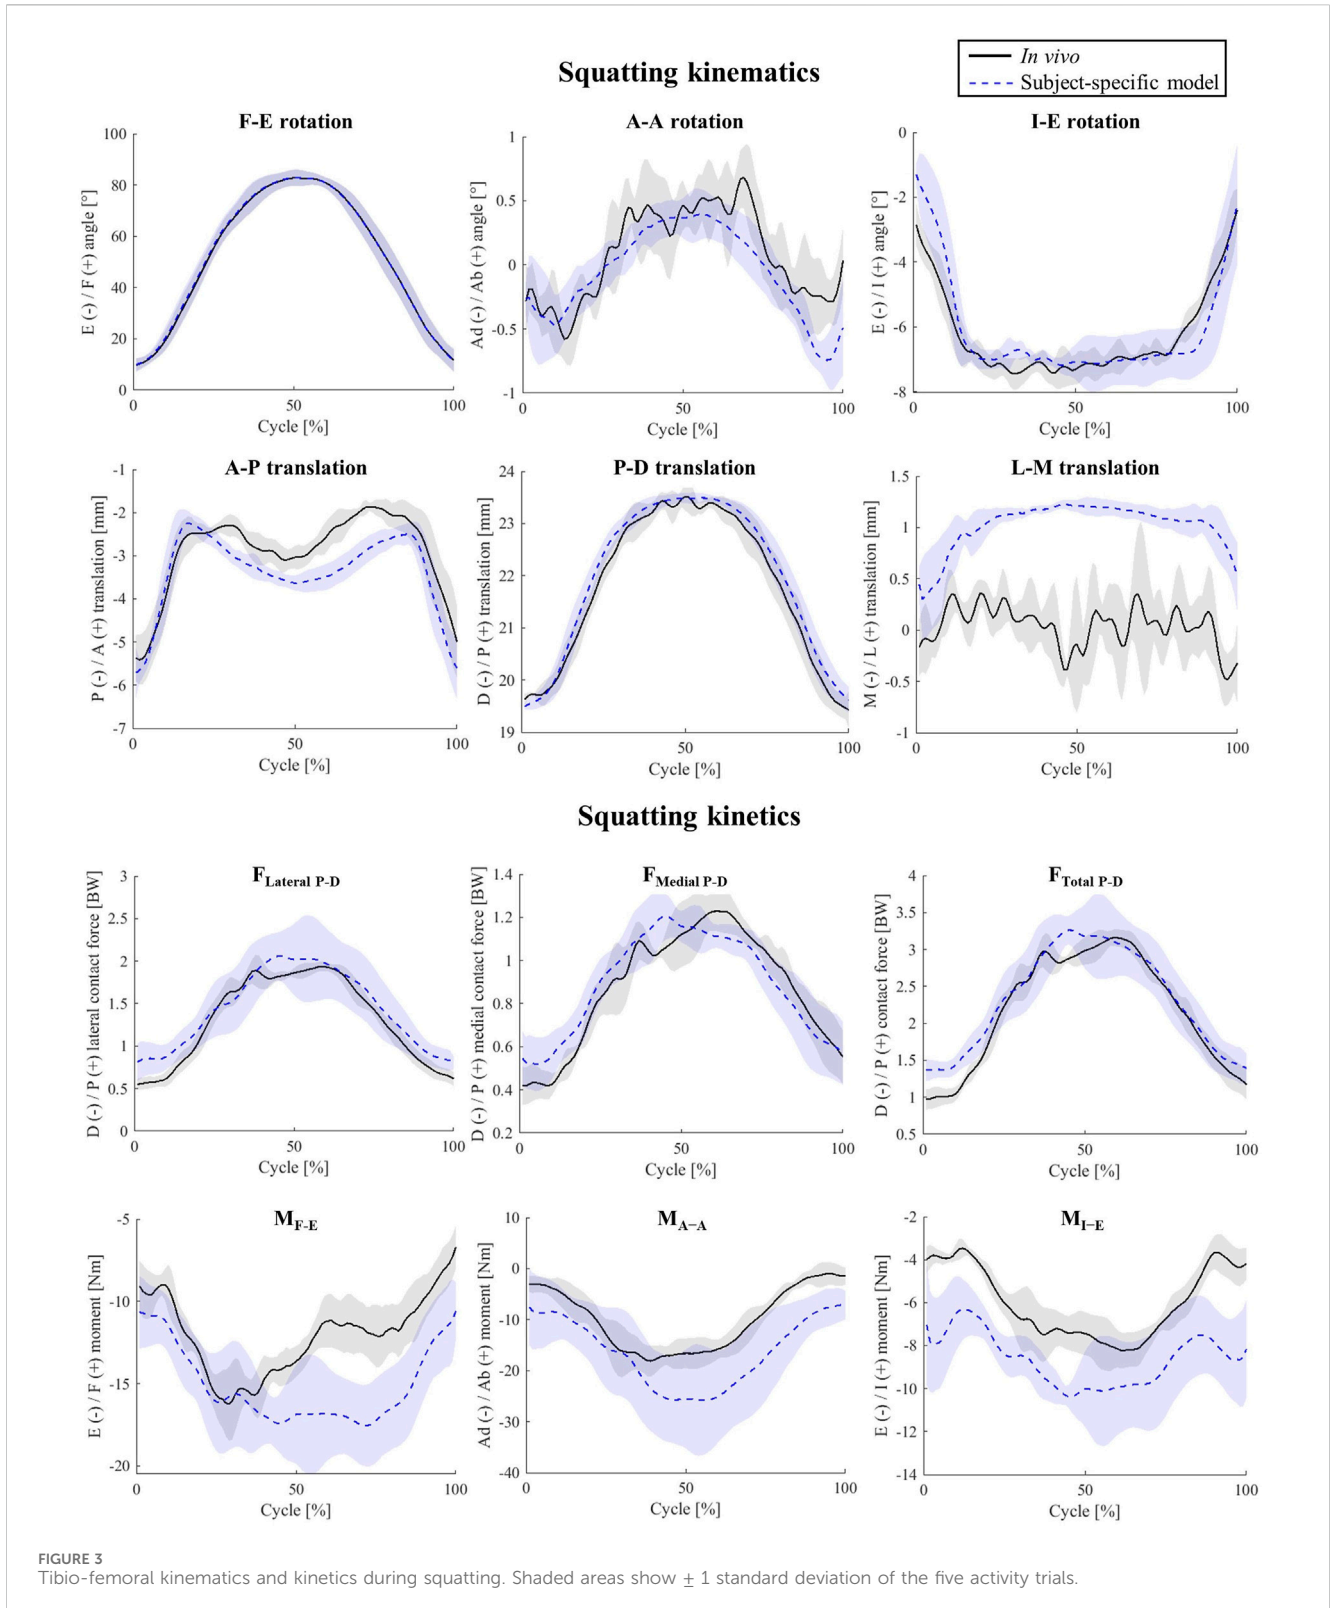 In vivo
Subject-specific model
Squatting kinematics
F-E rotation
E (-) / F (+) angle [°]
100
80
60
40
20
0
0
50
100
Cycle [%]
A-A rotation
Ad (-) / Ab (+) angle [°]
1
0.5
0
-0.5
-1
0
50
100
Cycle [%]
I-E rotation
E (-) / I (+) angle [°]
0
-2
-4
-6
-8
0
50
100
Cycle [%]
A-P translation
P (-) / A (+) translation [mm]
-1
-2
-3
-4
-5
-6
-7
0
50
100
Cycle [%]
P-D translation
D (-) / P (+) translation [mm]
24
23
22
21
20
19
0
50
100
Cycle [%]
L-M translation
M (-) / L (+) translation [mm]
1.5
1
0.5
0
-0.5
-1
0
50
100
Cycle [%]
Squatting kinetics
F Lateral P-D
D (-) / P (+) lateral contact force [BW]
3
2.5
2
1.5
1
0.5
0
0
50
100
Cycle [%]
F Medial P-D
D (-) / P (+) medial contact force [BW]
1.4
1.2
1
0.8
0.6
0.4
0.2
0
50
100
Cycle [%]
F Total P-D
D (-) / P (+) contact force [BW]
4
3.5
3
2.5
2
1.5
1
0.5
0
50
100
Cycle [%]
M F-E
E (-) / F (+) moment [Nm]
-5
-10
-15
-20
0
50
100
Cycle [%]
M A–A
Ad (-) / Ab (+) moment [Nm]
10
0
-10
-20
-30
-40
0
50
100
Cycle [%]
M I–E
E (-) / I (+) moment [Nm]
-2
-4
-6
-8
-10
-12
-14
0
50
100
Cycle [%]
FIGURE 3
Tibio-femoral kinematics and kinetics during squatting. Shaded areas show ± 1 standard deviation of the five activity trials.